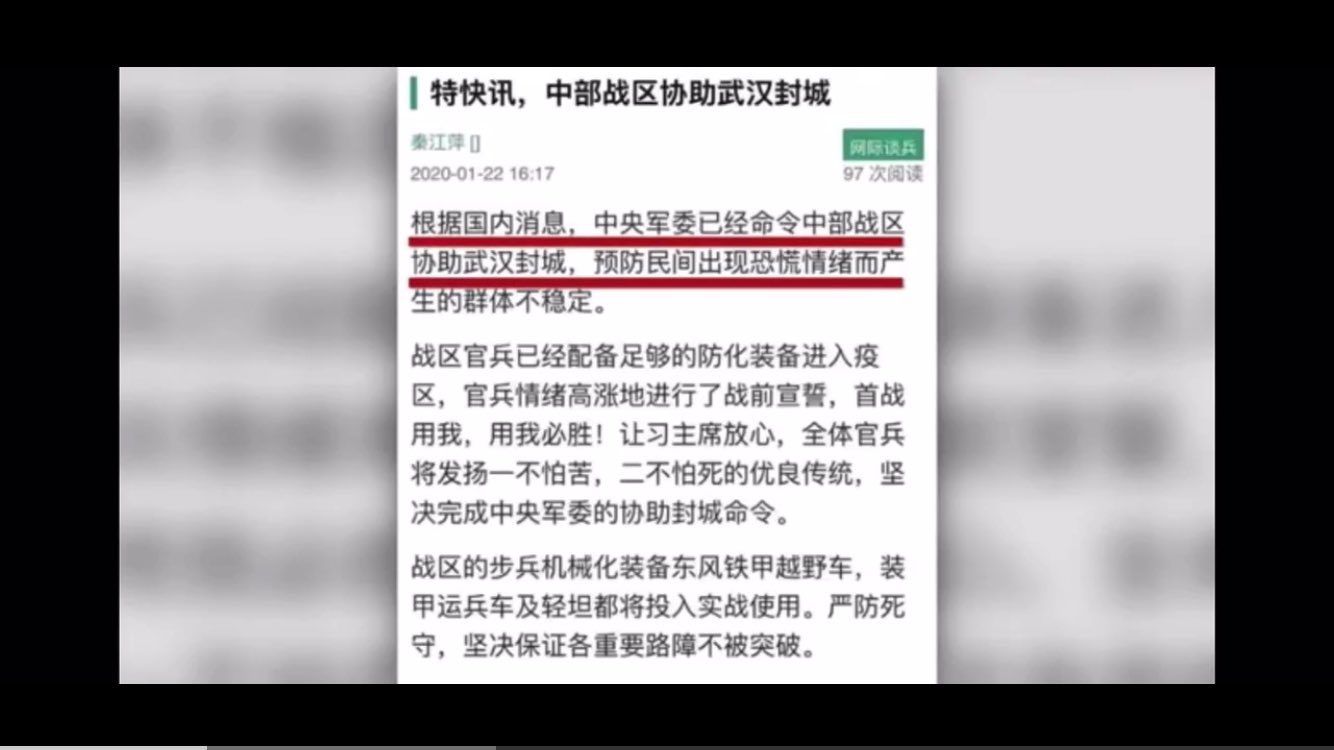 特快讯，中部战区协助武汉封城
秦江萍 []
网际谈兵
2020-01-22 16:17
97 次阅读
根据国内消息，中央军委已经命令中部战区
协助武汉封城，预防民间出现恐慌情绪而产
生的群体不稳定。
战区官兵已经配备足够的防化装备进入疫
区，官兵情绪高涨地进行了战前宣誓，首战
用我，用我必胜！让习主席放心，全体官兵
将发扬一不怕苦，二不怕死的优良传统，坚
决完成中央军委的协助封城命令。
战区的步兵机械化装备东风铁甲越野车，装
甲运兵车及轻坦都将投入实战使用。严防死
守，坚决保证各重要路障不被突破。